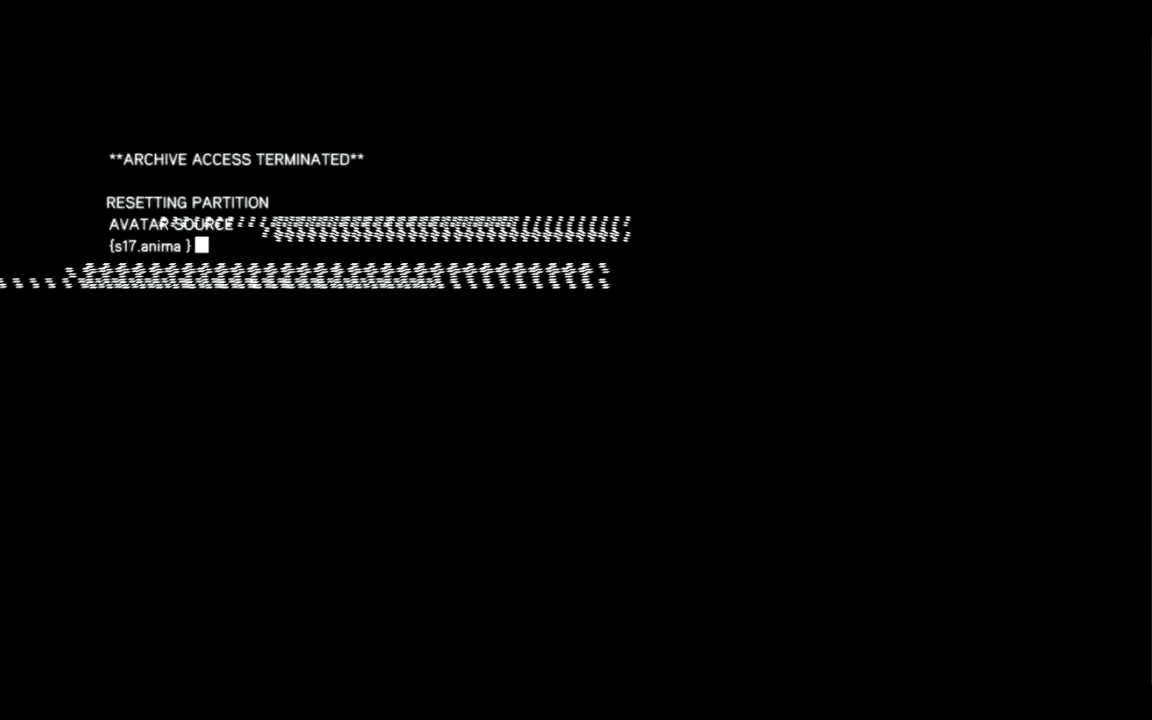 **ARCHIVE ACCESS TERMINATED**
RESETTING PARTITION
AVATAR SOURCE
{s17.anima }